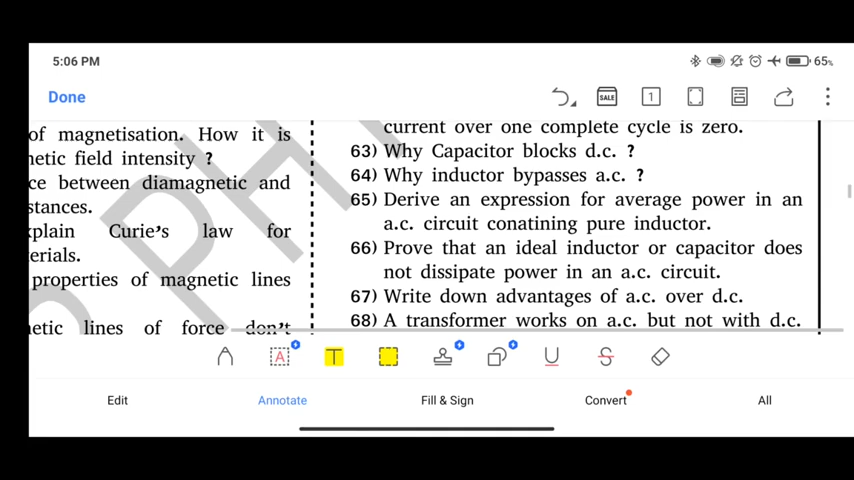 5:06 PM
65%
Done
SALE
1
of magnetisation. How it is
netic field intensity ?
ce between diamagnetic and
stances.
xplain Curie's law for
terials.
properties of magnetic lines
netic lines of force don't
current over one complete cycle is zero.
63) Why Capacitor blocks d.c. ?
64) Why inductor bypasses a.c. ?
65) Derive an expression for average power in an
a.c. circuit conatining pure inductor.
66) Prove that an ideal inductor or capacitor does
not dissipate power in an a.c. circuit.
67) Write down advantages of a.c. over d.c.
68) A transformer works on a.c. but not with d.c.
PH
A
T
U
S
Edit
Annotate
Fill & Sign
Convert
All